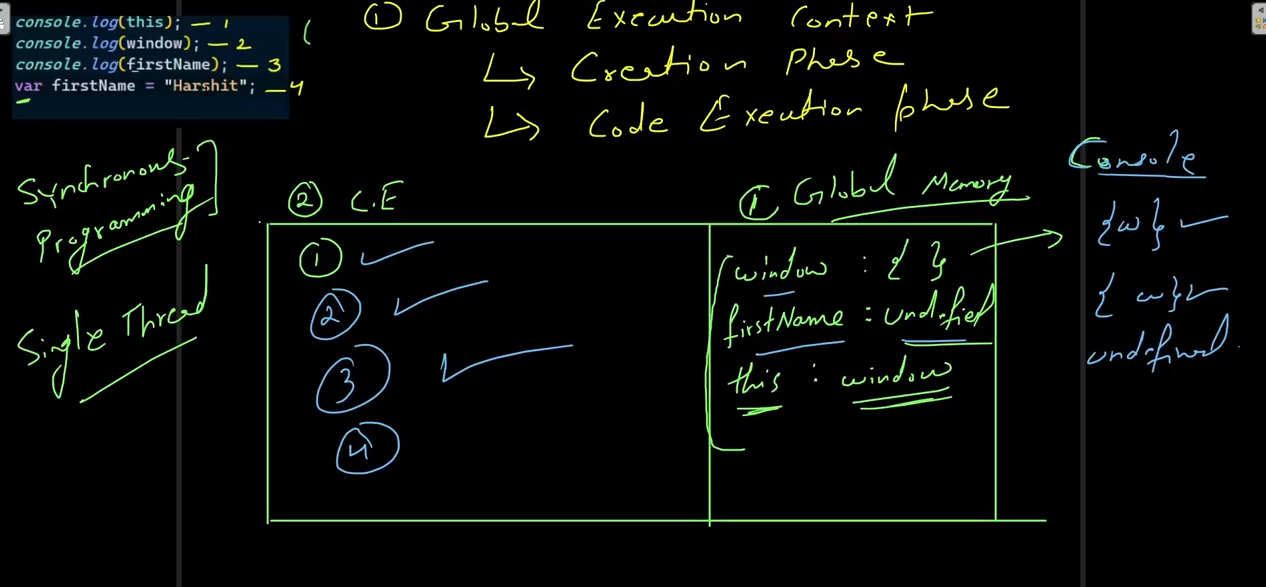 console.log(this); — 1
console.log(window); — 2
console.log(firstName); — 3
var firstName = "Harshit"; — 4
① Global Execution Context
↳ Creation Phase
↳ Code Execution phase
Synchronous
Programming
Single Thread
② C.E
①
②
③
④
① Global Memory
window : { }
firstName : undefied
this : window
Console
{w}
{w}
undefined